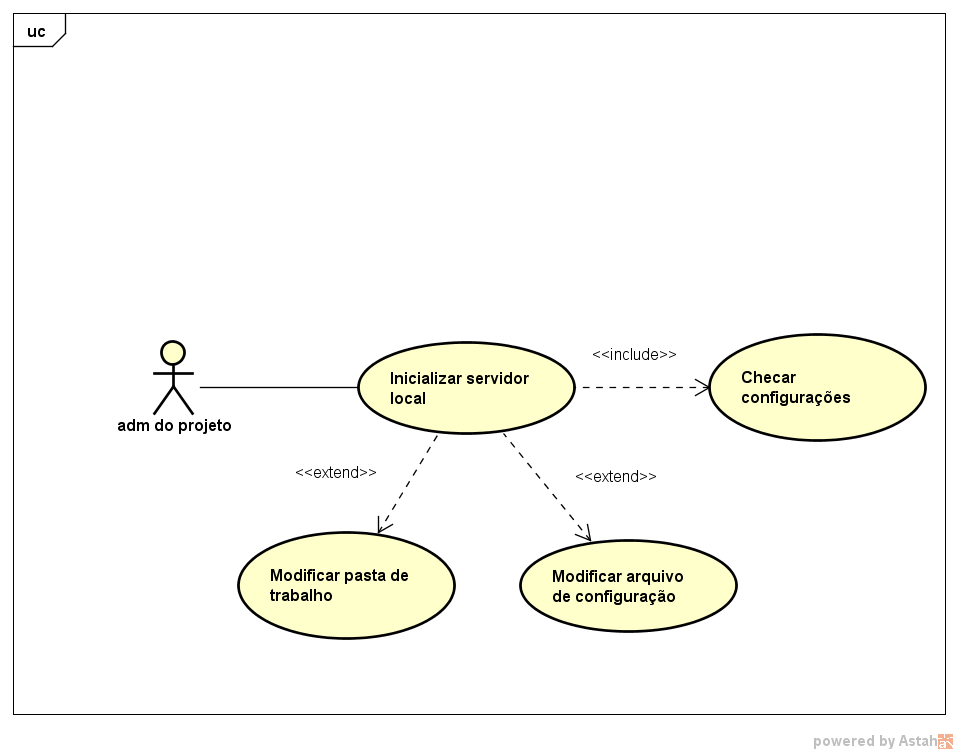 uc
<<include>>
Checar
configurações
Inicializar servidor
local
adm do projeto
<<extend>>
<<extend>>
Modificar pasta de
trabalho
Modificar arquivo
de configuração
powered by Astah